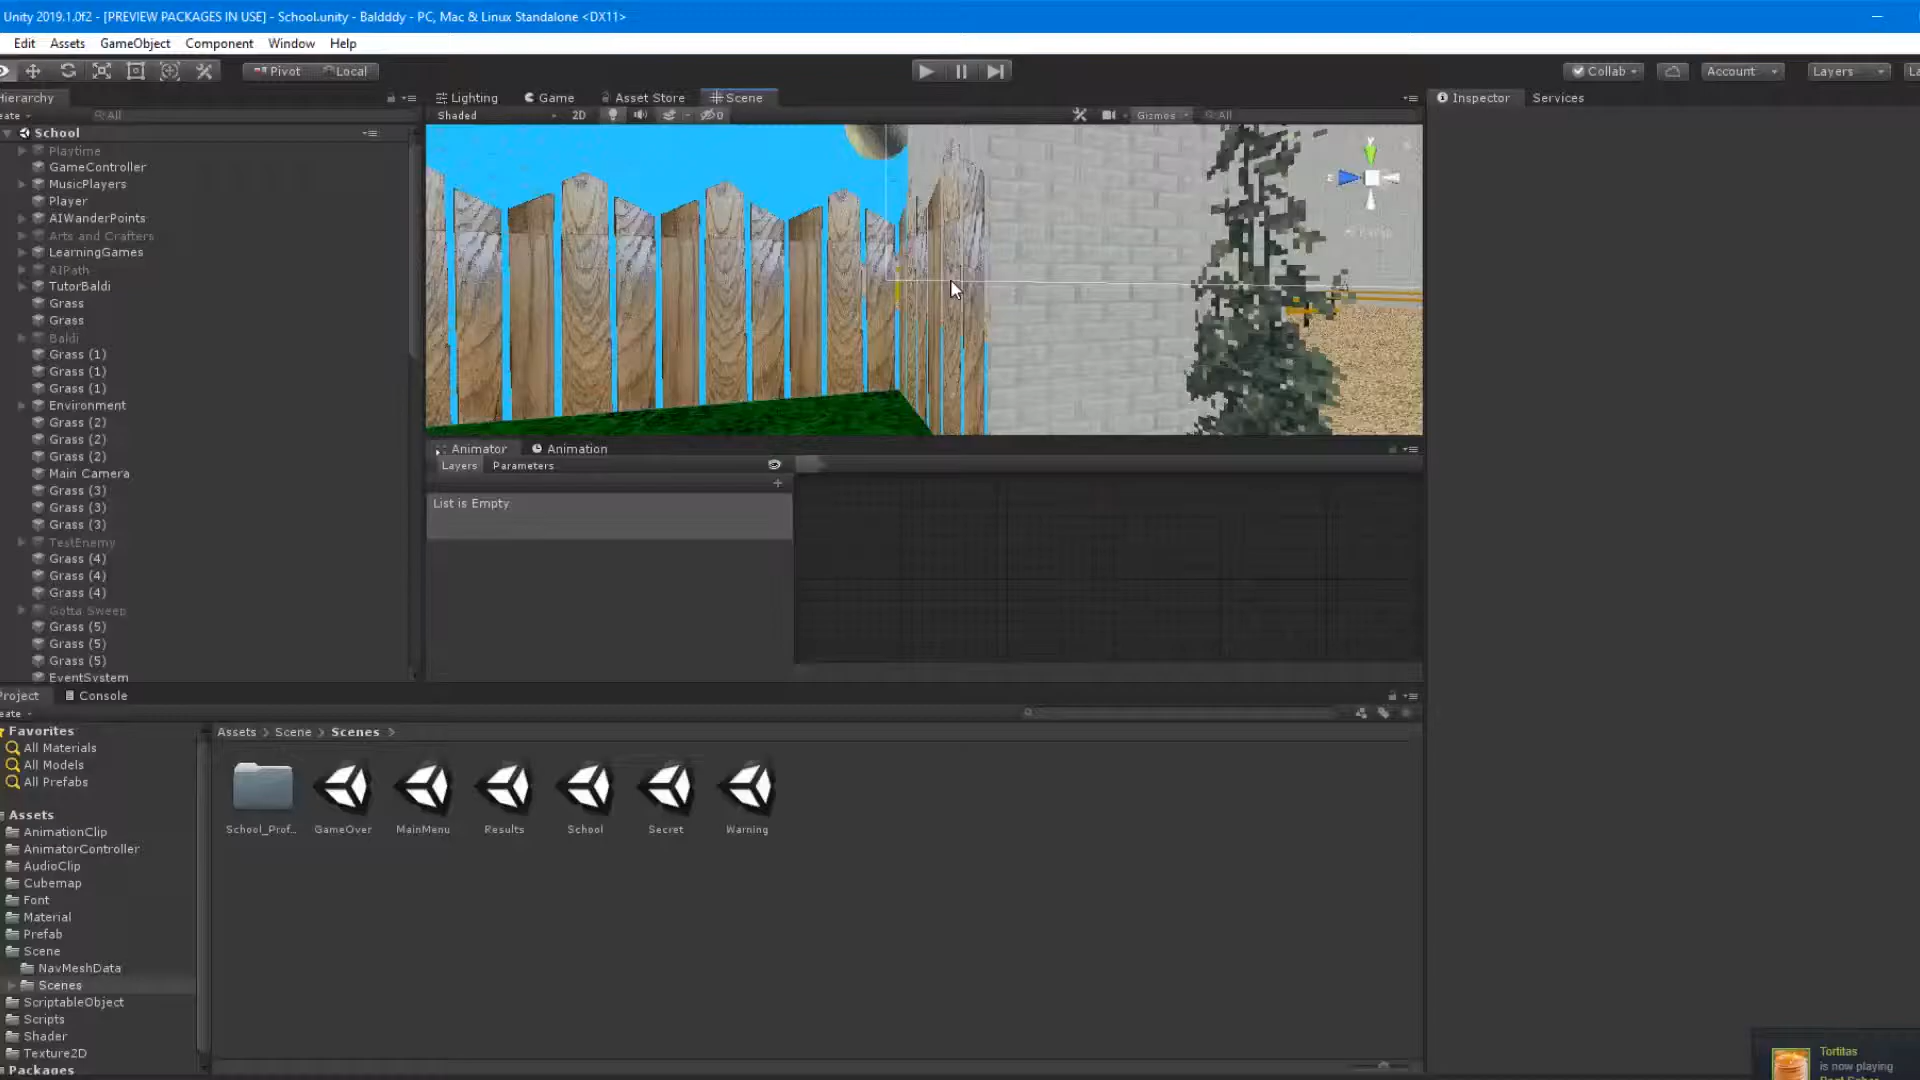 Unity 2019.1.0f2 - [PREVIEW PACKAGES IN USE] - School.unity - Baldddy - PC, Mac & Linux Standalone <DX11>
Edit Assets GameObject Component Window Help
Pivot Local Collab Account Layers La
Hierarchy Lighting Game Asset Store Scene Inspector Services
eate All Shaded 2D 0 Gizmos All
School
Playtime
GameController
MusicPlayers
Player
AIWanderPoints
Arts and Crafters
LearningGames
AIPath
TutorBaldi
Grass
Grass
Baldi
Grass (1)
Grass (1)
Grass (1)
Environment
Grass (2)
Grass (2)
Grass (2)
Main Camera
Grass (3)
Grass (3)
Grass (3)
TestEnemy
Grass (4)
Grass (4)
Grass (4)
Gotta Sweep
Grass (5)
Grass (5)
Grass (5)
EventSystem
y
z
Persp
Animator Animation
Layers Parameters
List is Empty
Project Console
eate
Favorites
All Materials
All Models
All Prefabs
Assets
AnimationClip
AnimatorController
AudioClip
Cubemap
Font
Material
Prefab
Scene
NavMeshData
Scenes
ScriptableObject
Scripts
Shader
Texture2D
Packages
Assets > Scene > Scenes >
School_Prof... GameOver MainMenu Results School Secret Warning
Tortitas
is now playing